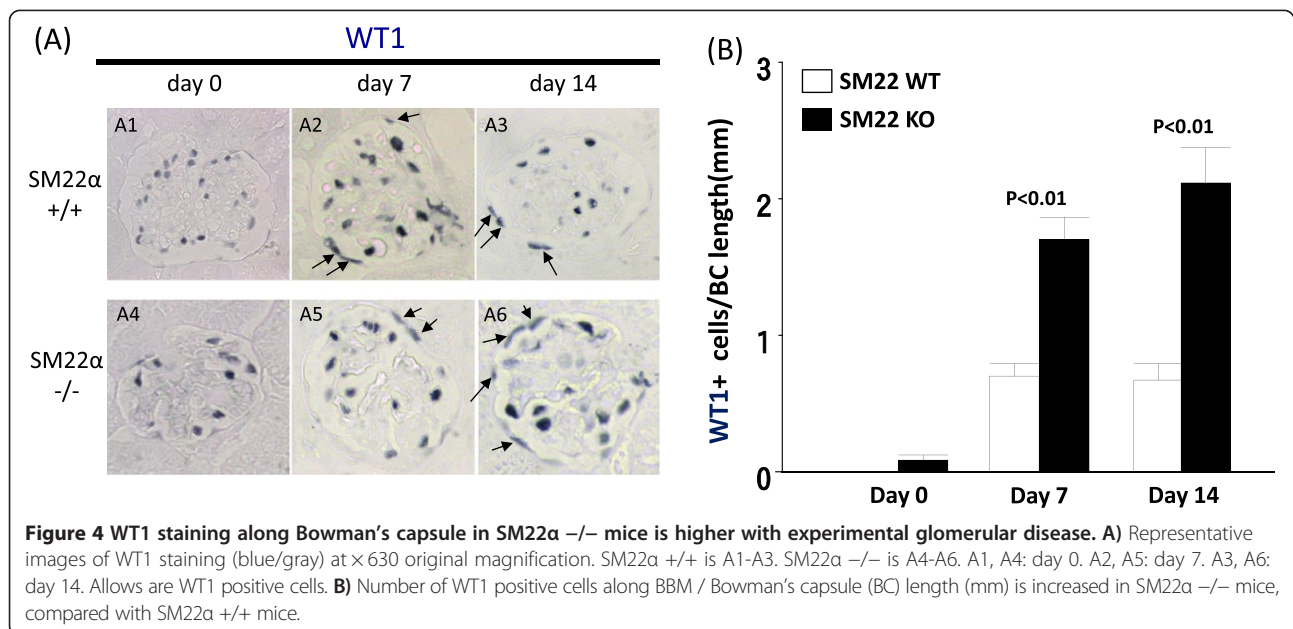 (A)
WT1
day 0 day 7 day 14
A1 A2 A3
SM22α
+/+
A4 A5 A6
SM22α
-/-
(B)
WT1+ cells/BC length(mm)
3
2
1
0
SM22 WT
SM22 KO
P<0.01
P<0.01
Day 0 Day 7 Day 14
Figure 4 WT1 staining along Bowman's capsule in SM22α −/− mice is higher with experimental glomerular disease. A) Representative
images of WT1 staining (blue/gray) at × 630 original magnification. SM22α +/+ is A1-A3. SM22α −/− is A4-A6. A1, A4: day 0. A2, A5: day 7. A3, A6:
day 14. Allows are WT1 positive cells. B) Number of WT1 positive cells along BBM / Bowman's capsule (BC) length (mm) is increased in SM22α −/− mice,
compared with SM22α +/+ mice.